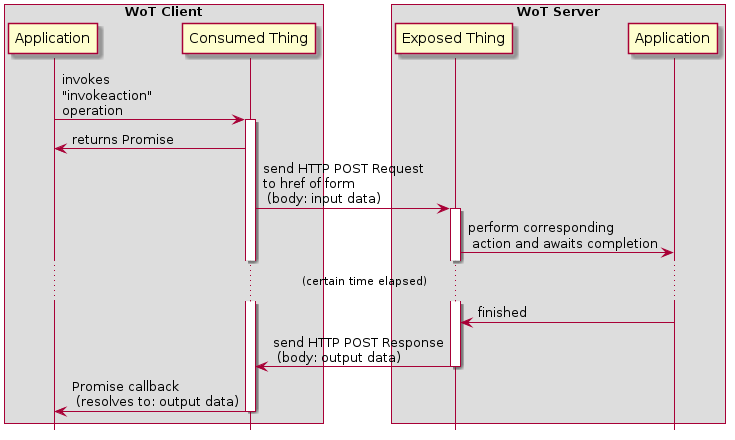 WoT Client
WoT Server
Application
Consumed Thing
Exposed Thing
Application
invokes
"invokeaction"
operation
returns Promise
send HTTP POST Request
to href of form
(body: input data)
perform corresponding
action and awaits completion
(certain time elapsed)
finished
send HTTP POST Response
(body: output data)
Promise callback
(resolves to: output data)